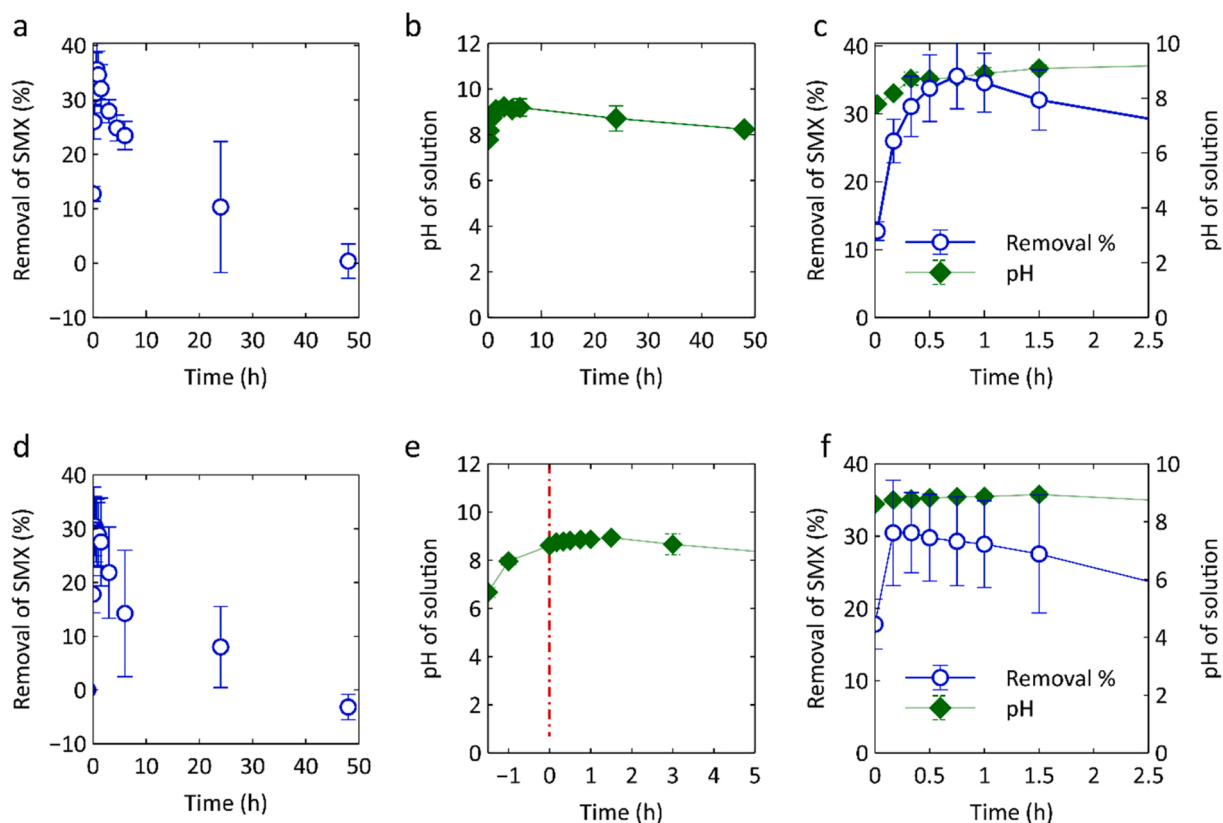 a
Removal of SMX (%)
40
30
20
10
0
−10
0 10 20 30 40 50
Time (h)
b
pH of solution
12
10
8
6
4
2
0
0 10 20 30 40 50
Time (h)
c
Removal of SMX (%)
40
30
20
10
0
Removal %
pH
10
8
6
4
2
0
pH of solution
0 0.5 1 1.5 2 2.5
Time (h)
d
Removal of SMX (%)
40
30
20
10
0
−10
0 10 20 30 40 50
Time (h)
e
pH of solution
12
10
8
6
4
2
0
−1 0 1 2 3 4 5
Time (h)
f
Removal of SMX (%)
40
30
20
10
0
Removal %
pH
10
8
6
4
2
0
pH of solution
0 0.5 1 1.5 2 2.5
Time (h)